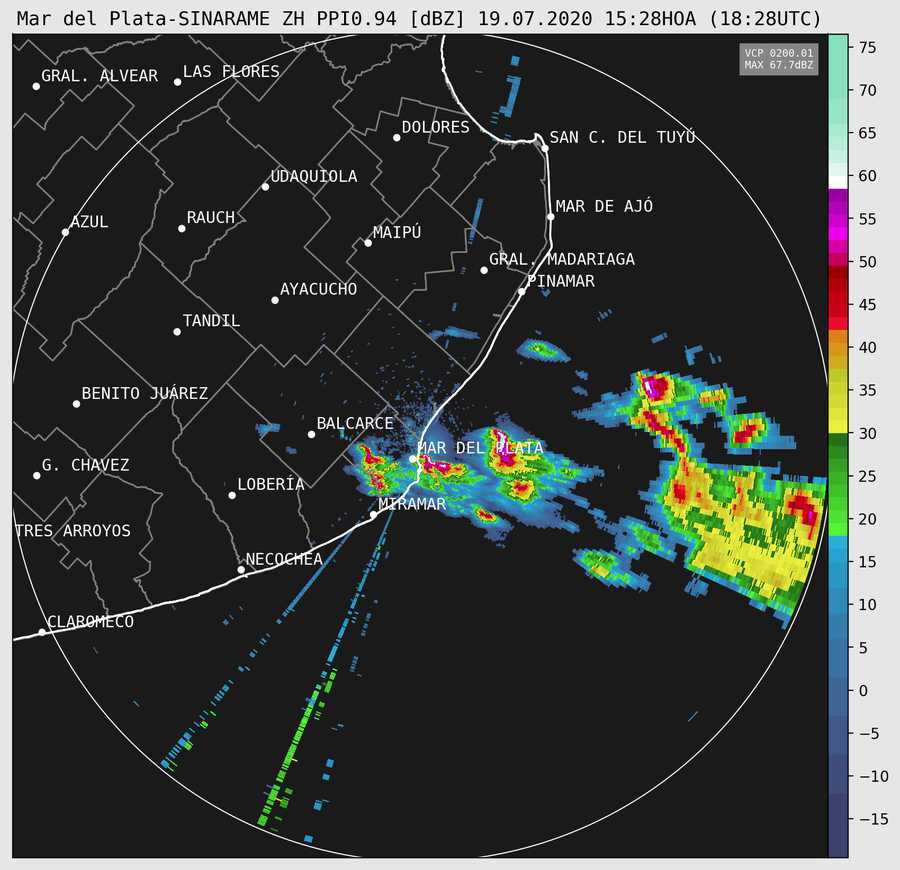 Mar del Plata-SINARAME ZH PPI0.94 [dBZ] 19.07.2020 15:28HOA (18:28UTC)
VCP 0200.01
MAX 67.7dBZ
GRAL. ALVEAR
LAS FLORES
DOLORES
SAN C. DEL TUYÚ
UDAQUIOLA
MAR DE AJÓ
RAUCH
AZUL
MAIPÚ
GRAL. MADARIAGA
PINAMAR
AYACUCHO
TANDIL
BENITO JUÁREZ
BALCARCE
MAR DEL PLATA
G. CHAVEZ
LOBERÍA
MIRAMAR
TRES ARROYOS
NECOCHEA
CLAROMECO
75
70
65
60
55
50
45
40
35
30
25
20
15
10
5
0
−5
−10
−15